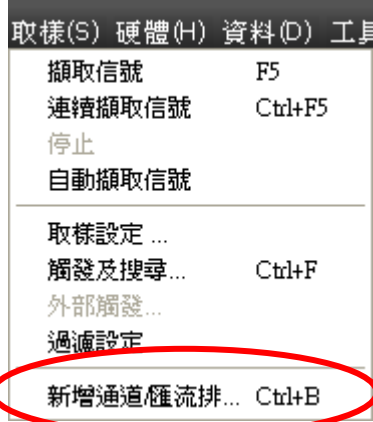 取樣(S) 硬體(H) 資料(D) 工具
擷取信號 F5
連續擷取信號 Ctrl+F5
停止
自動擷取信號
取樣設定 ...
觸發及搜尋... Ctrl+F
外部觸發...
過濾設定...
新增通道/匯流排... Ctrl+B